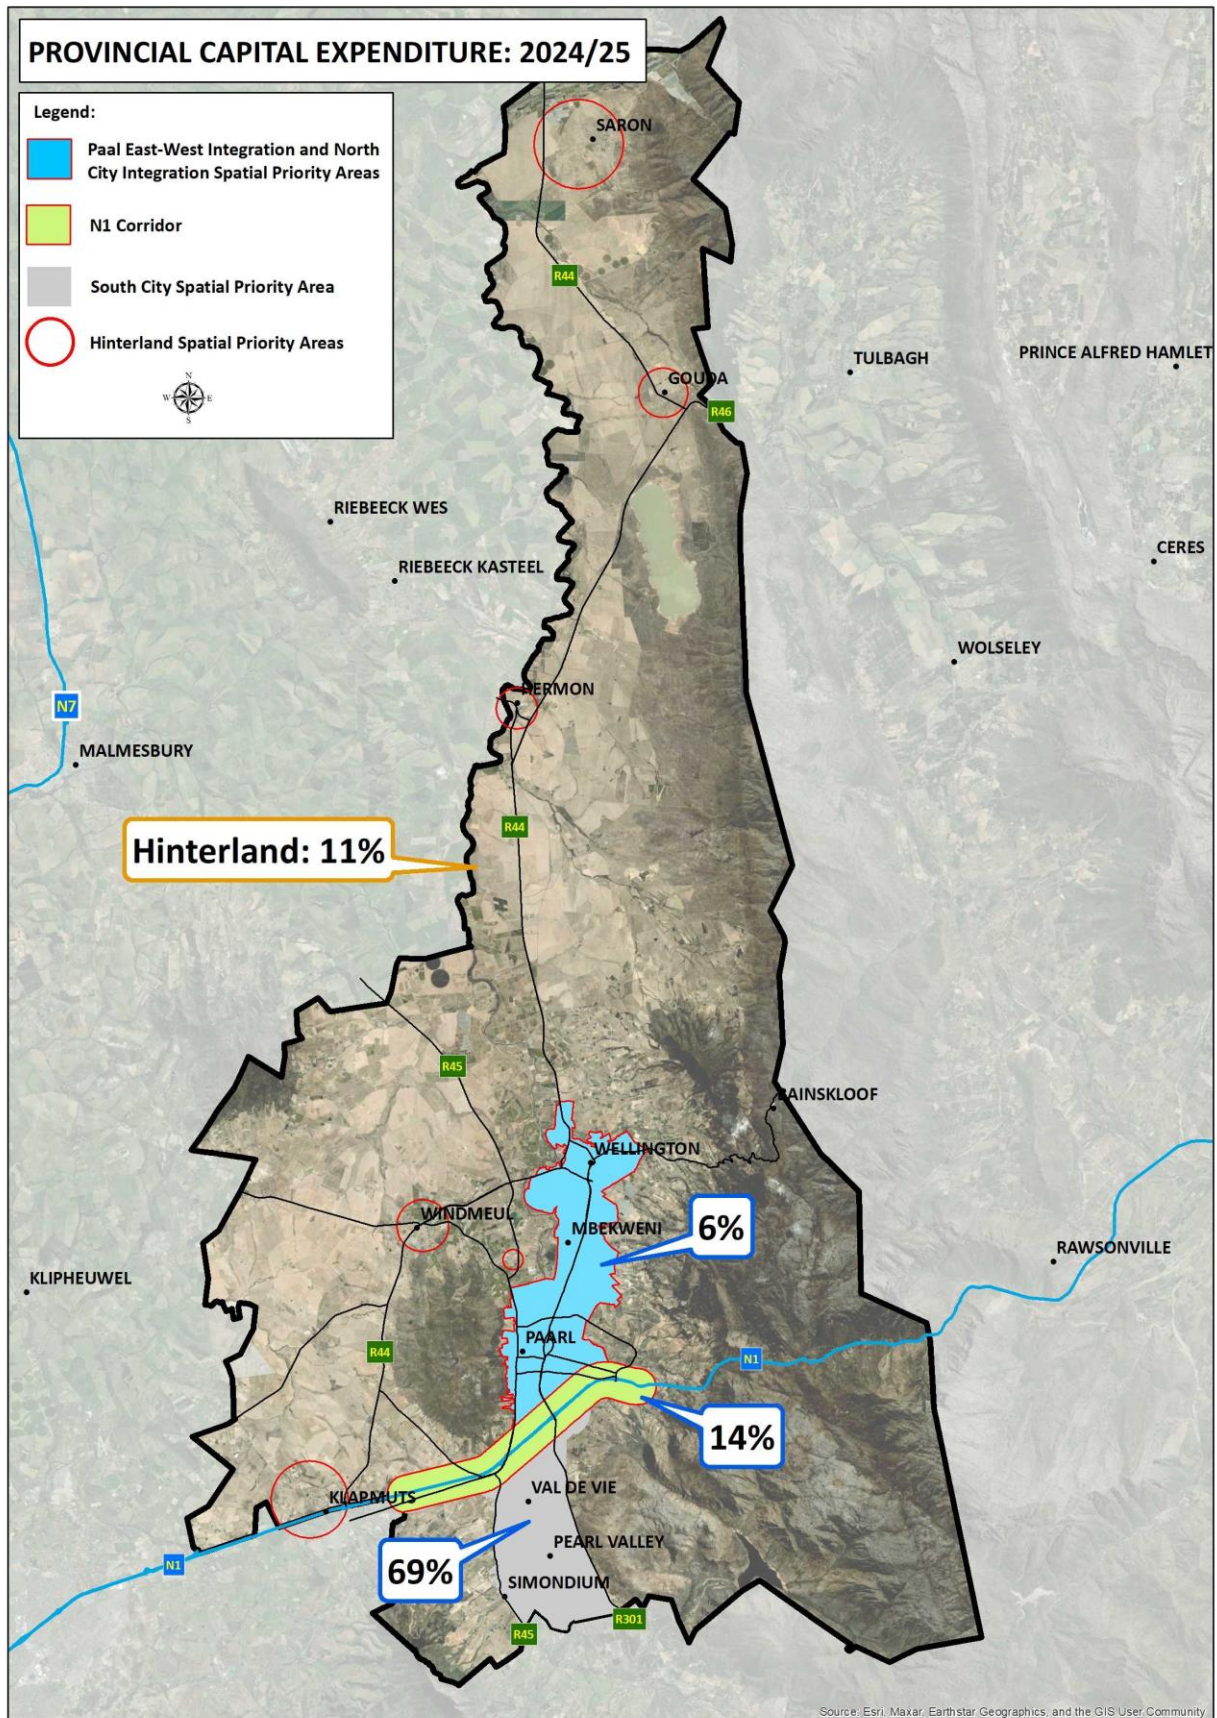 PROVINCIAL CAPITAL EXPENDITURE: 2024/25
Legend:
Paal East-West Integration and North
City Integration Spatial Priority Areas
N1 Corridor
South City Spatial Priority Area
Hinterland Spatial Priority Areas
N
W E
S
SARON
R44
TULBAGH
PRINCE ALFRED HAMLET
GOUDA
R46
RIEBEECK WES
CERES
RIEBEECK KASTEEL
WOLSELEY
HERMON
N7
MALMESBURY
R44
Hinterland: 11%
R45
BAINSKLOOF
WELLINGTON
WINDMEUL
MBEKWENI
6%
RAWSONVILLE
KLIPHEUWEL
PAARL
R44
N1
14%
KLAPMUTS
VAL DE VIE
PEARL VALLEY
N1
69%
SIMONDIUM
R301
R45
Source: Esri, Maxar, Earthstar Geographics, and the GIS User Community